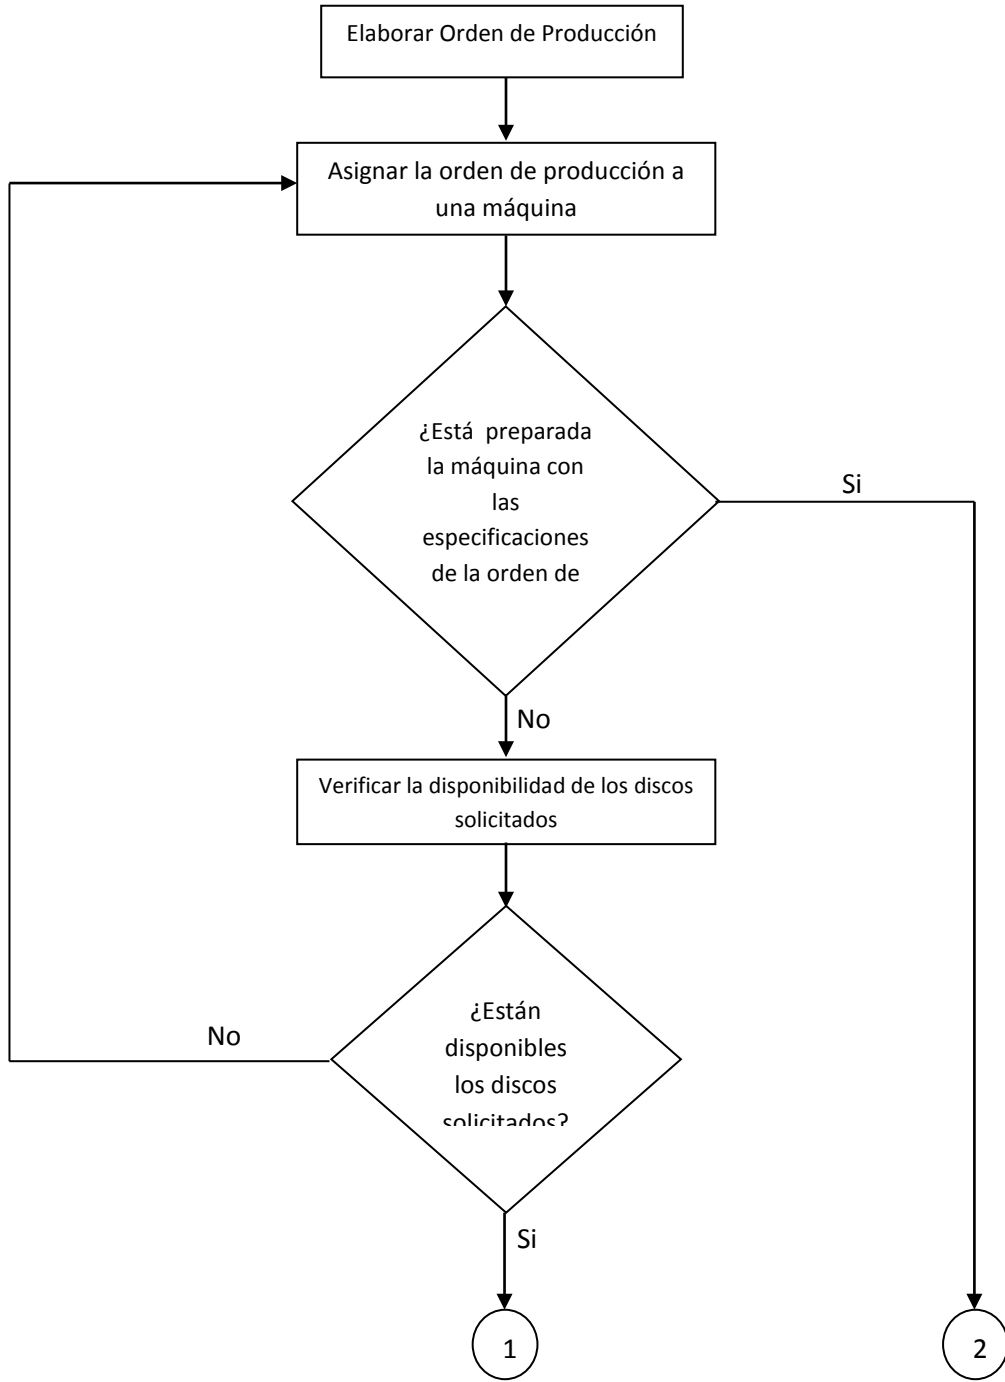 Elaborar Orden de Producción
Asignar la orden de producción a
una máquina
¿Está preparada
la máquina con
las
especificaciones
de la orden de
Si
No
Verificar la disponibilidad de los discos
solicitados
¿Están
disponibles
los discos
solicitados?
No
Si
1
2